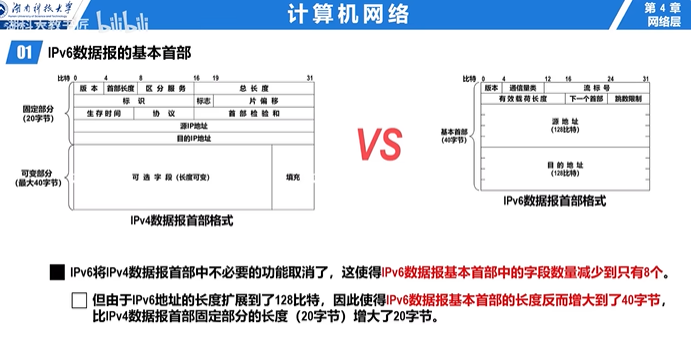 湖南科技大学
计算机网络
第 4 章
网络层
bilibili
01 IPv6数据报的基本首部
比特 0 4 8 16 19 31
版 本 首部长度 区 分 服 务 总 长 度
标 识 标志 片 偏 移
生 存 时 间 协 议 首 部 检 验 和
源IP地址
目的IP地址
可 选 字 段 (长度可变) 填充
固定部分
(20字节)
可变部分
(最大40字节)
IPv4数据报首部格式
VS
比特 0 4 12 16 24 31
版本 通信量类 流 标 号
有 效 载 荷 长 度 下一个首部 跳数限制
源 地 址
(128比特)
目 的 地 址
(128比特)
基本首部
(40字节)
IPv6数据报首部格式
IPv6将IPv4数据报首部中不必要的功能取消了，这使得IPv6数据报基本首部中的字段数量减少到只有8个。
但由于IPv6地址的长度扩展到了128比特，因此使得IPv6数据报基本首部的长度反而增大到了40字节，
比IPv4数据报首部固定部分的长度（20字节）增大了20字节。